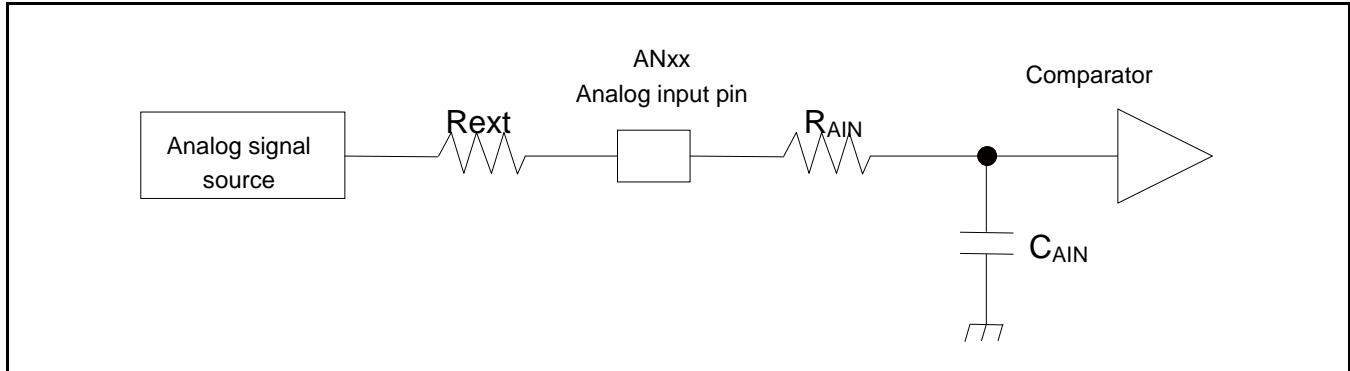 ANxx
Analog input pin
Comparator
Analog signal
source
Rext
RAIN
CAIN